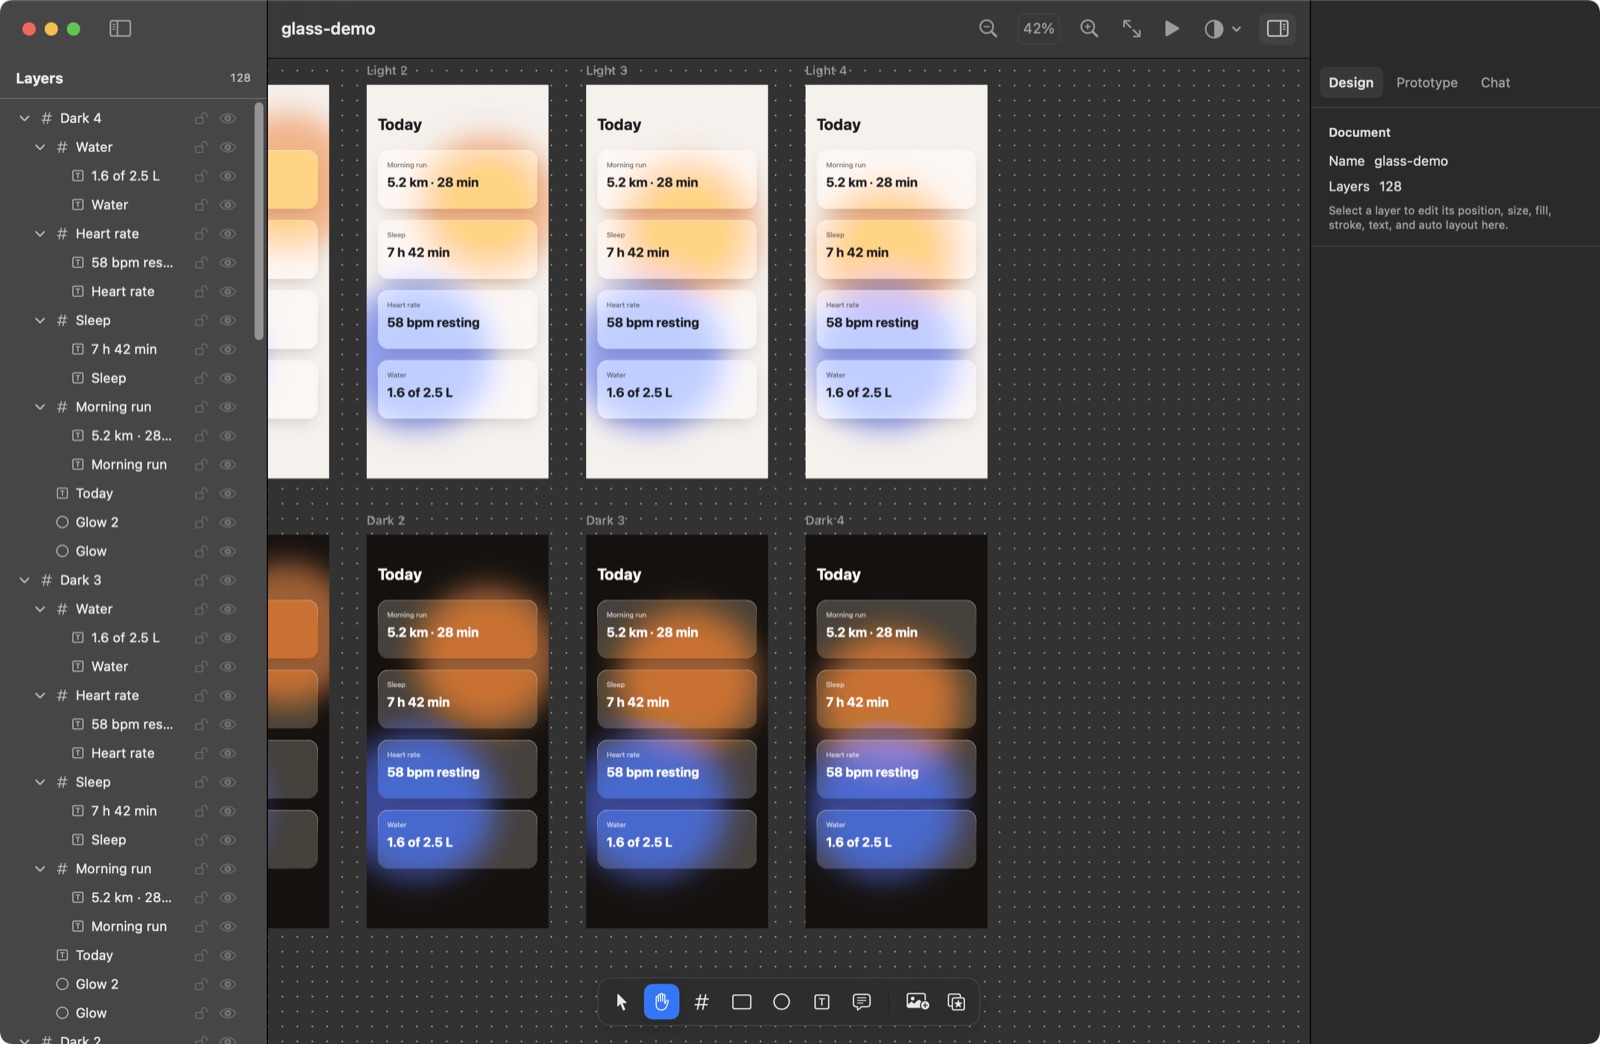 glass-demo
42%
Layers
128
Dark 4
Water
1.6 of 2.5 L
Water
Heart rate
58 bpm res...
Heart rate
Sleep
7 h 42 min
Sleep
Morning run
5.2 km · 28...
Morning run
Today
Glow 2
Glow
Dark 3
Water
1.6 of 2.5 L
Water
Heart rate
58 bpm res...
Heart rate
Sleep
7 h 42 min
Sleep
Morning run
5.2 km · 28...
Morning run
Today
Glow 2
Glow
Dark 2
Light 2
Today
Morning run
5.2 km · 28 min
Sleep
7 h 42 min
Heart rate
58 bpm resting
Water
1.6 of 2.5 L
Light 3
Today
Morning run
5.2 km · 28 min
Sleep
7 h 42 min
Heart rate
58 bpm resting
Water
1.6 of 2.5 L
Light 4
Today
Morning run
5.2 km · 28 min
Sleep
7 h 42 min
Heart rate
58 bpm resting
Water
1.6 of 2.5 L
Dark 2
Today
Morning run
5.2 km · 28 min
Sleep
7 h 42 min
Heart rate
58 bpm resting
Water
1.6 of 2.5 L
Dark 3
Today
Morning run
5.2 km · 28 min
Sleep
7 h 42 min
Heart rate
58 bpm resting
Water
1.6 of 2.5 L
Dark 4
Today
Morning run
5.2 km · 28 min
Sleep
7 h 42 min
Heart rate
58 bpm resting
Water
1.6 of 2.5 L
Design Prototype Chat
Document
Name glass-demo
Layers 128
Select a layer to edit its position, size, fill,
stroke, text, and auto layout here.